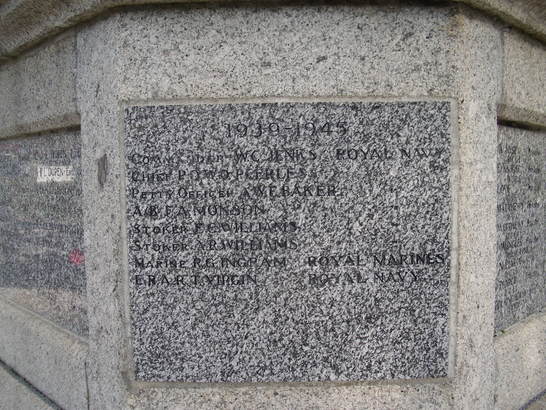 1939-1945
COMMANDER W.C. JENKS ROYAL NAVY
CHIEF P.O W.O PEERLESS
PETTY OFFICER A.W.E.BAKER
A.B. F.A.MONSON
STOKER F.G.WILLIAMS
STOKER A.B.WILLIAMS
MARINE R.G.INGRAM ROYAL MARINES
E.R.A R.T.VIRGIN ROYAL NAVY